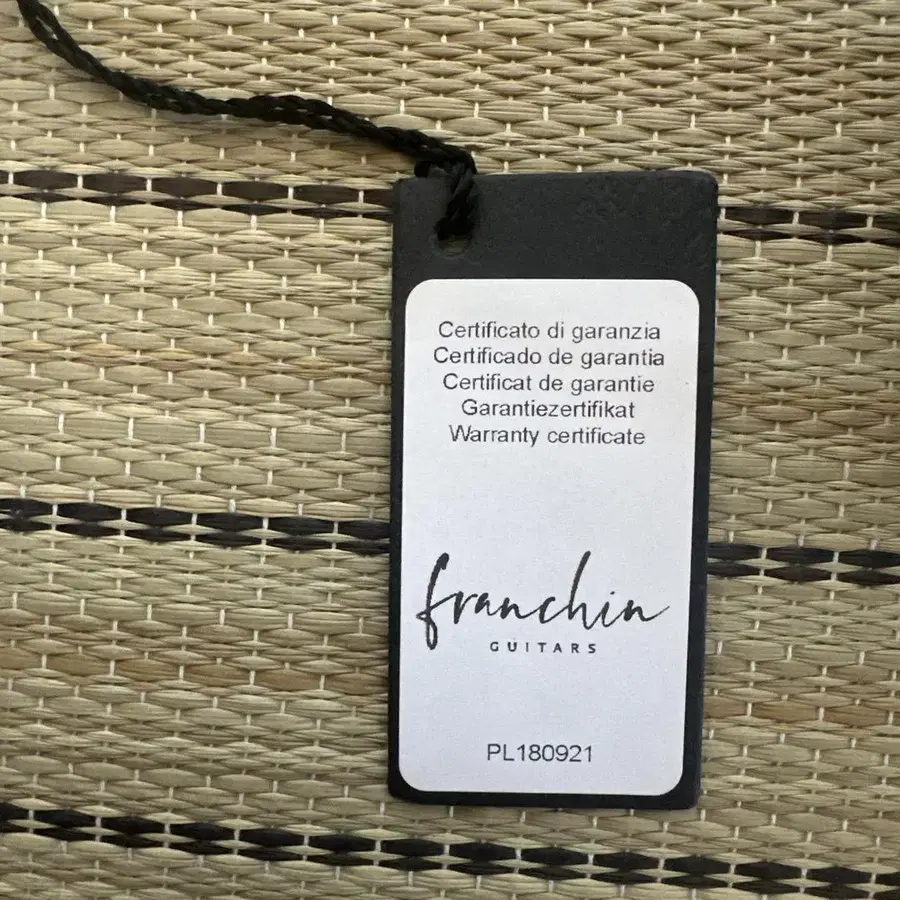 Certificato di garanzia
Certificado de garantia
Certificat de garantie
Garantiezertifikat
Warranty certificate
franchin
GUITARS
PL180921